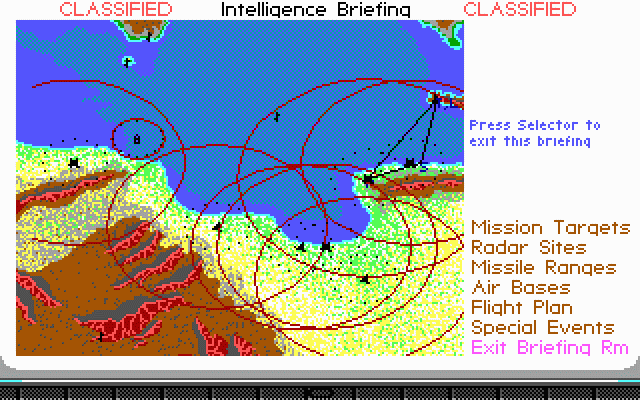 CLASSIFIED Intelligence Briefing CLASSIFIED
Press Selector to
exit this briefing
Mission Targets
Radar Sites
Missile Ranges
Air Bases
Flight Plan
Special Events
Exit Briefing Rm